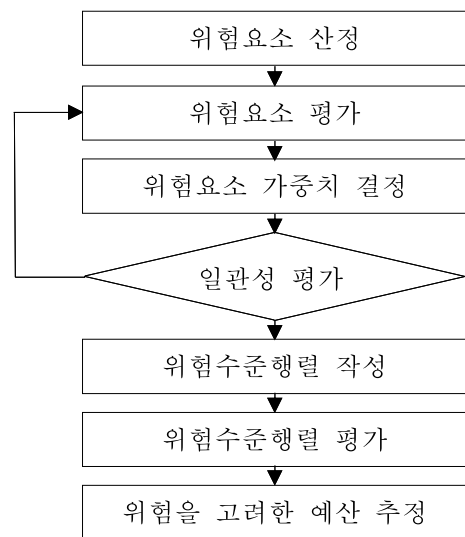 위험요소 산정
위험요소 평가
위험요소 가중치 결정
일관성 평가
위험수준행렬 작성
위험수준행렬 평가
위험을 고려한 예산 추정